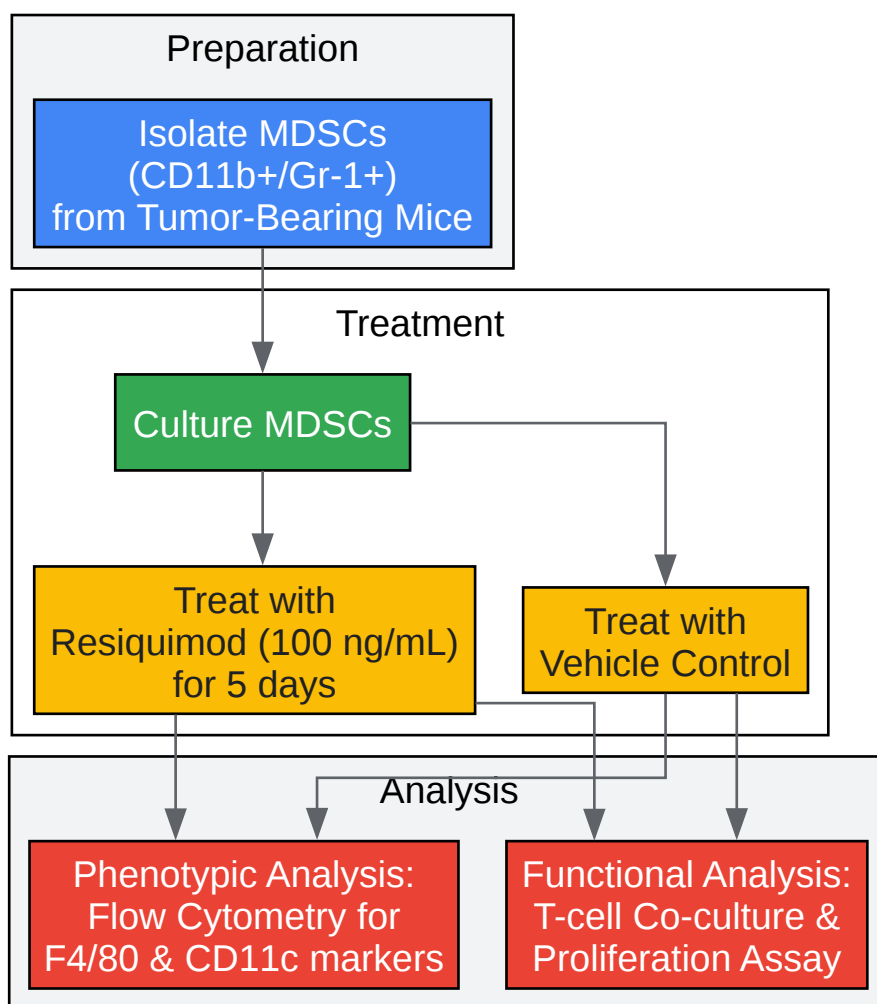 Preparation
Isolate MDSCs
(CD11b+/Gr-1+)
from Tumor-Bearing Mice
Treatment
Culture MDSCs
Treat with
Resiquimod (100 ng/mL)
for 5 days
Treat with
Vehicle Control
Analysis
Phenotypic Analysis:
Flow Cytometry for
F4/80 & CD11c markers
Functional Analysis:
T-cell Co-culture &
Proliferation Assay